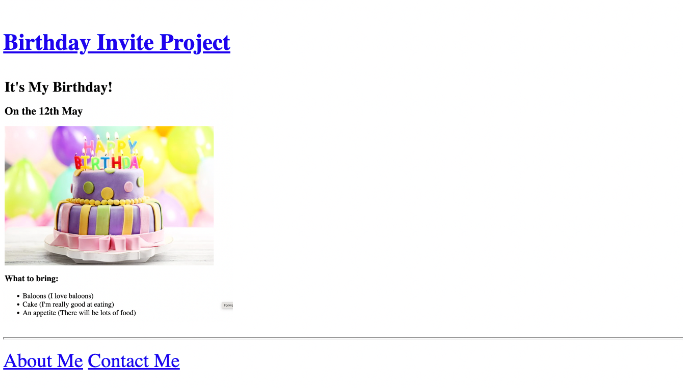 Birthday Invite Project
It's My Birthday!
On the 12th May
HAPPY
BIRTHDAY
What to bring:
Baloons (I love baloons)
Cake (I'm really good at eating)
An appetite (There will be lots of food)
About Me Contact Me